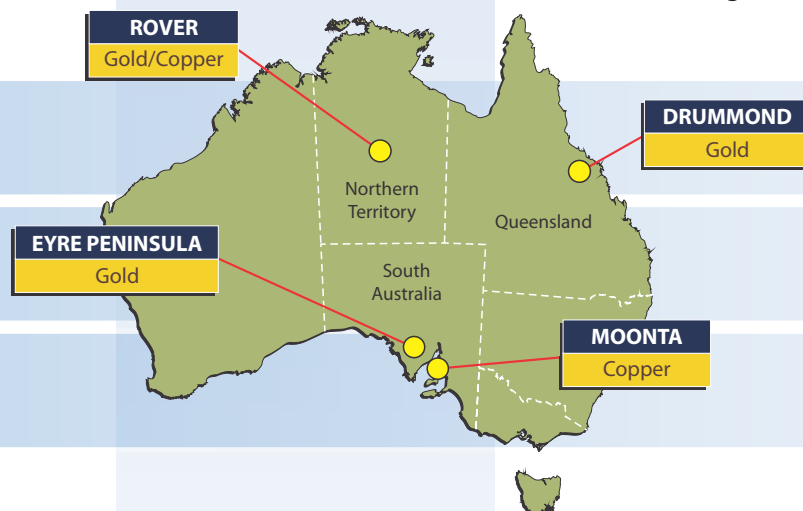 ROVER
Gold/Copper
DRUMMOND
Gold
Northern
Territory
Queensland
EYRE PENINSULA
Gold
South
Australia
MOONTA
Copper